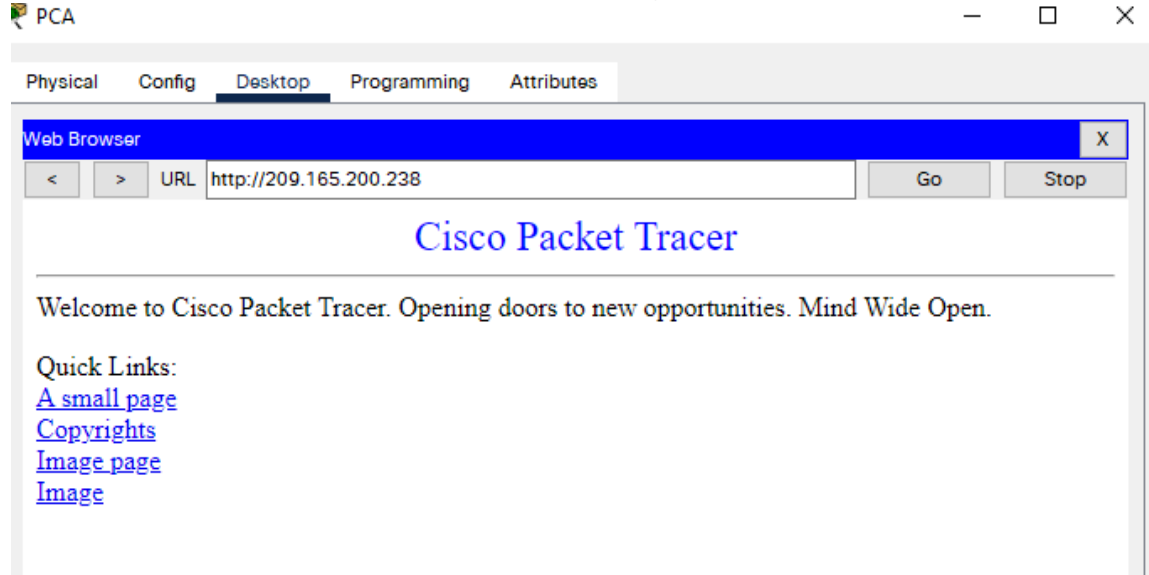 PCA
Physical Config Desktop Programming Attributes
Web Browser X
< > URL http://209.165.200.238 Go Stop
Cisco Packet Tracer
Welcome to Cisco Packet Tracer. Opening doors to new opportunities. Mind Wide Open.
Quick Links:
A small page
Copyrights
Image page
Image